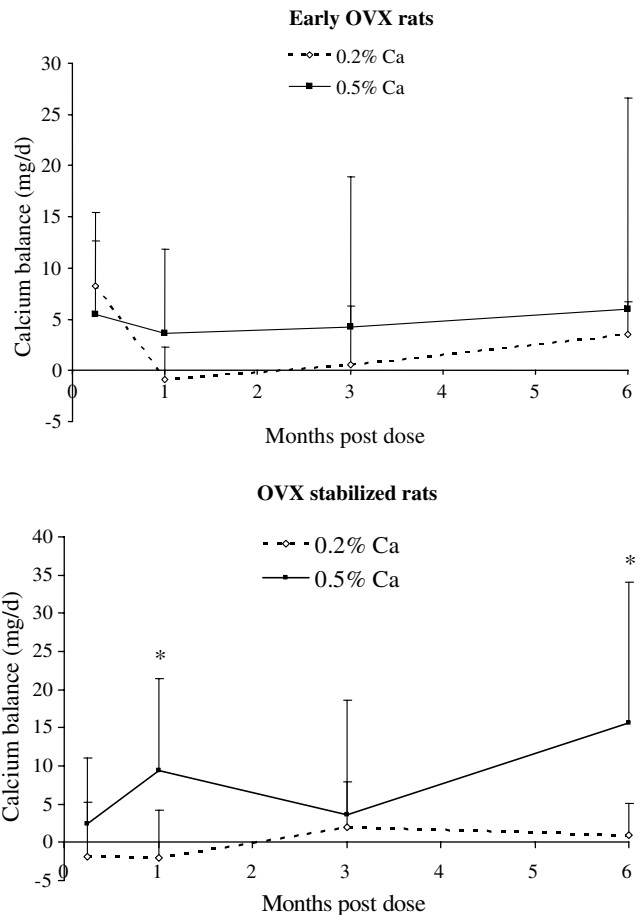 Early OVX rats
0.2% Ca
0.5% Ca
Calcium balance (mg/d)
30
25
20
15
10
5
0
-5
0 1 2 3 4 5 6
Months post dose
OVX stabilized rats
0.2% Ca
0.5% Ca
Calcium balance (mg/d)
40
35
30
25
20
15
10
5
0
-5
* *
0 1 2 3 4 5 6
Months post dose